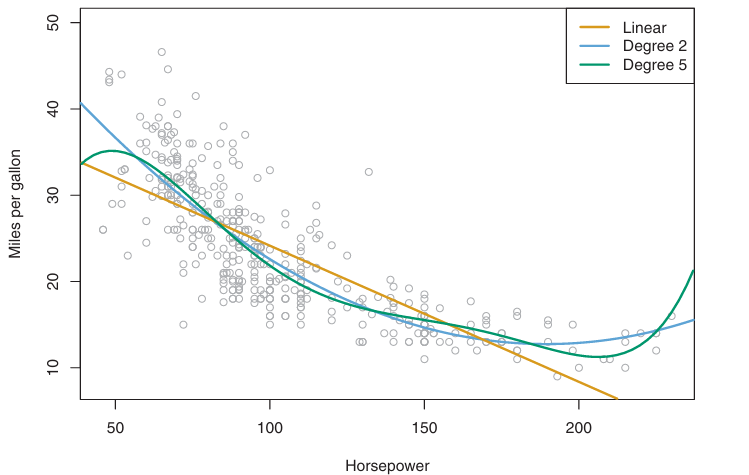 Linear
Degree 2
Degree 5
50
40
30
20
10
Miles per gallon
50 100 150 200
Horsepower